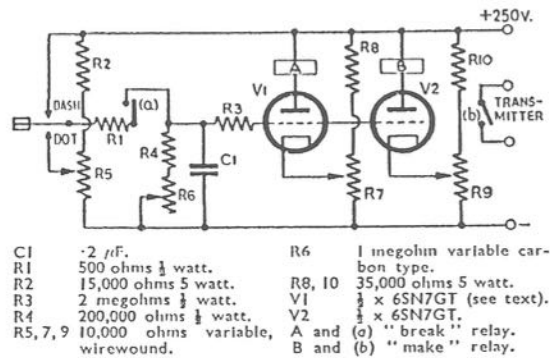 +250v.
R2
R8
R10
A
B
V1
V2
DASH
(a)
R3
TRANS-
MITTER
(b)
DOT
R1
R4
C1
R5
R6
R7
R9
C1 ·2 μF.
R1 500 ohms ½ watt.
R2 15,000 ohms 5 watt.
R3 2 megohms ½ watt.
R4 200,000 ohms ½ watt.
R5, 7, 9 10,000 ohms variable,
wirewound.
R6 1 megohm variable car-
bon type.
R8, 10 35,000 ohms 5 watt.
V1 ½ x 6SN7GT (see text).
V2 ½ x 6SN7GT.
A and (a) " break " relay.
B and (b) " make " relay.